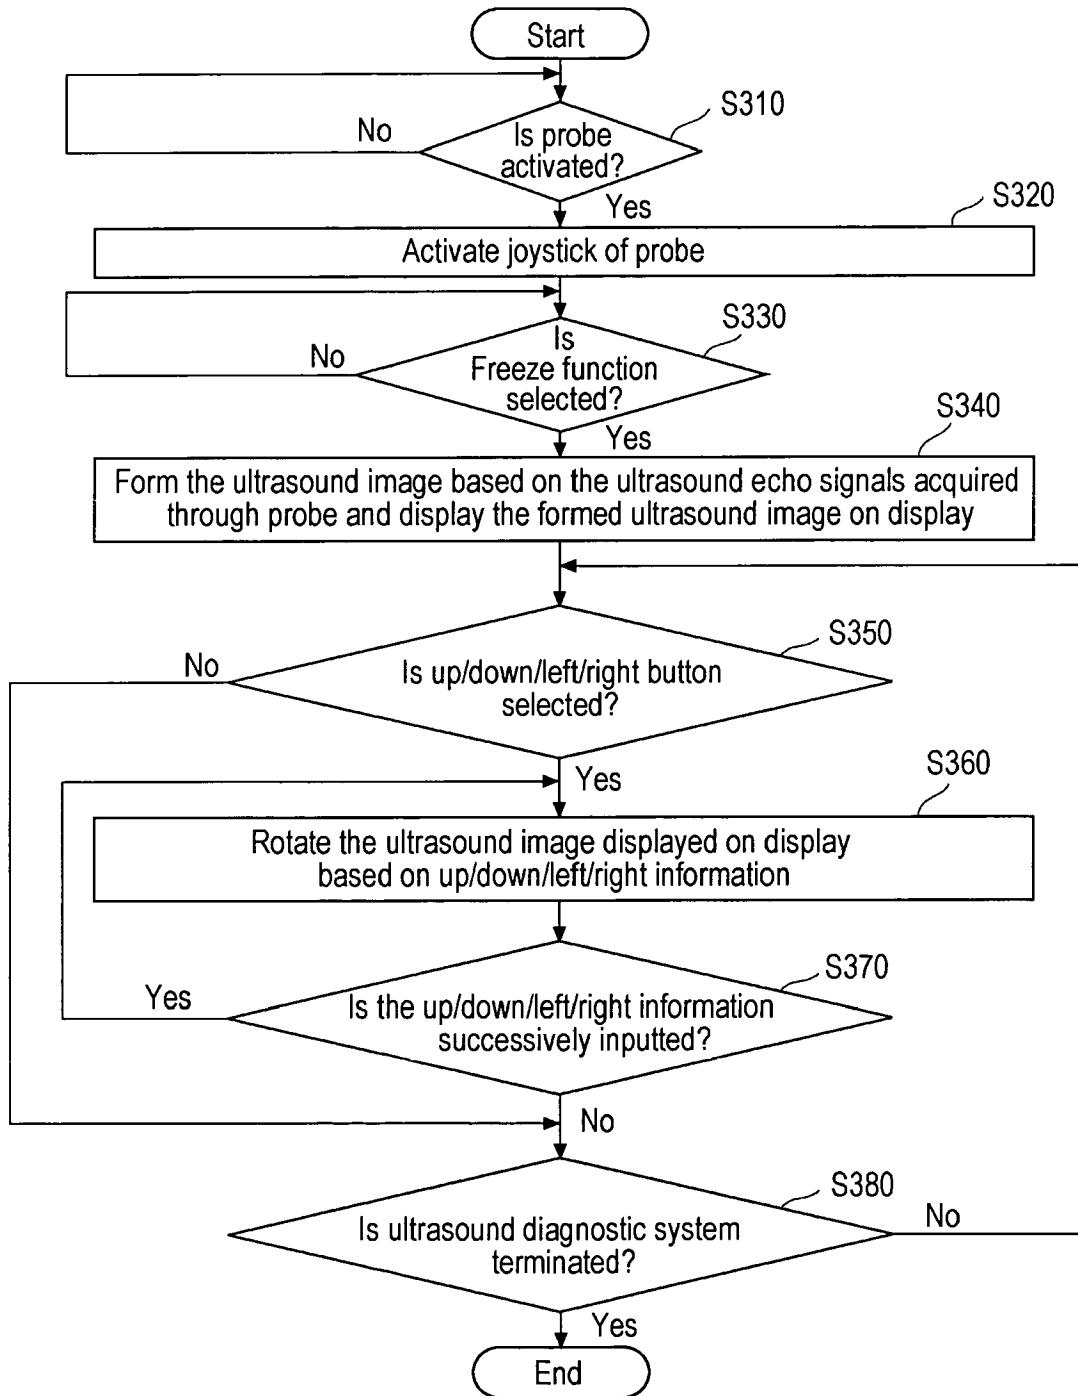 Start
S310
No
Is probe
activated?
Yes
S320
Activate joystick of probe
S330
No
Is
Freeze function
selected?
Yes
S340
Form the ultrasound image based on the ultrasound echo signals acquired
through probe and display the formed ultrasound image on display
S350
No
Is up/down/left/right button
selected?
Yes
S360
Rotate the ultrasound image displayed on display
based on up/down/left/right information
S370
Yes
Is the up/down/left/right information
successively inputted?
No
S380
No
Is ultrasound diagnostic system
terminated?
Yes
End